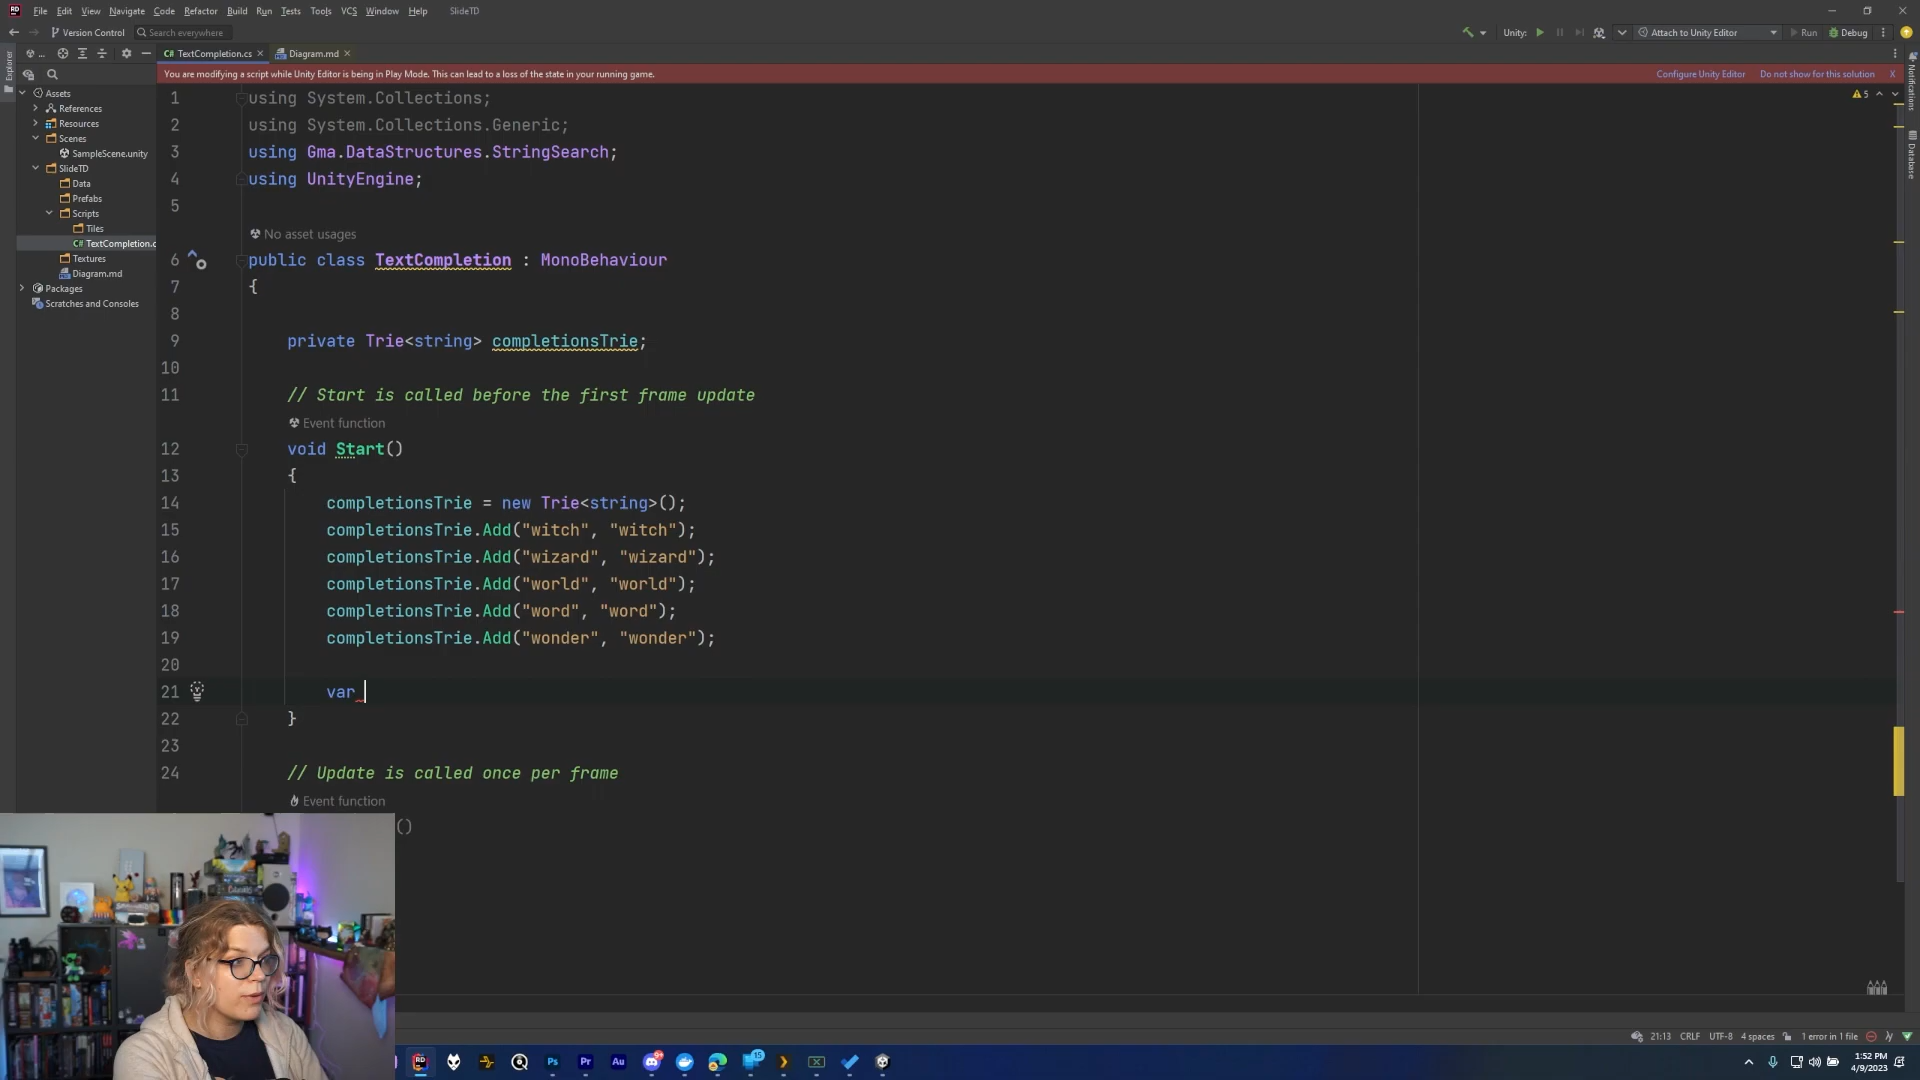 RD File Edit View Navigate Code Refactor Build Run Tests Tools VCS Window Help SlideTD
Version Control Search everywhere Unity: Attach to Unity Editor Run Debug
Explorer
C# TextCompletion.cs Diagram.md
You are modifying a script while Unity Editor is being in Play Mode. This can lead to a loss of the state in your running game. Configure Unity Editor Do not show for this solution X
Assets
References
Resources
Scenes
SampleScene.unity
SlideTD
Data
Prefabs
Scripts
Tiles
C# TextCompletion.c
Textures
Diagram.md
Packages
Scratches and Consoles
5
Notifications
Database
1 using System.Collections;
2 using System.Collections.Generic;
3 using Gma.DataStructures.StringSearch;
4 using UnityEngine;
5
No asset usages
6 public class TextCompletion : MonoBehaviour
7 {
8
9 private Trie<string> completionsTrie;
10
11 // Start is called before the first frame update
Event function
12 void Start()
13 {
14 completionsTrie = new Trie<string>();
15 completionsTrie.Add("witch", "witch");
16 completionsTrie.Add("wizard", "wizard");
17 completionsTrie.Add("world", "world");
18 completionsTrie.Add("word", "word");
19 completionsTrie.Add("wonder", "wonder");
20
21 var
22 }
23
24 // Update is called once per frame
Event function
()
21:13 CRLF UTF-8 4 spaces 1 error in 1 file
RD Ps Pr Au 15
1:52 PM
4/9/2023